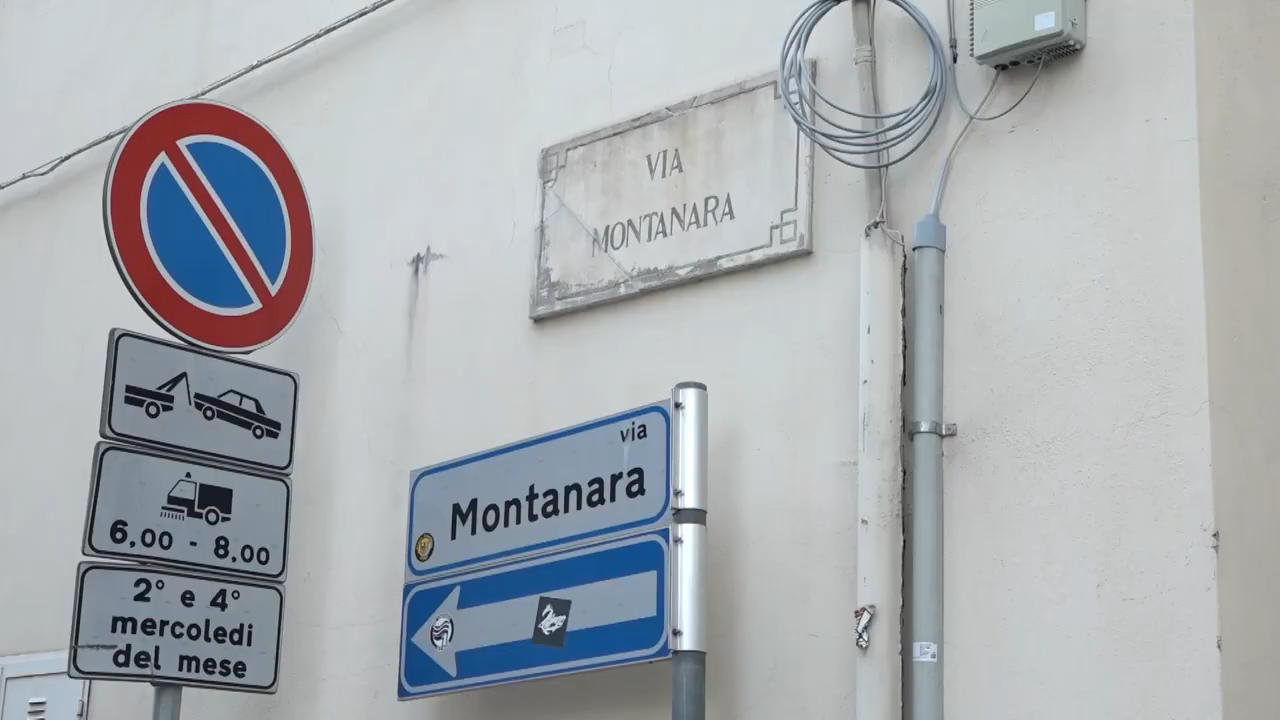 VIA
MONTANARA
via
Montanara
6,00 - 8,00
2° e 4°
mercoledi
del mese